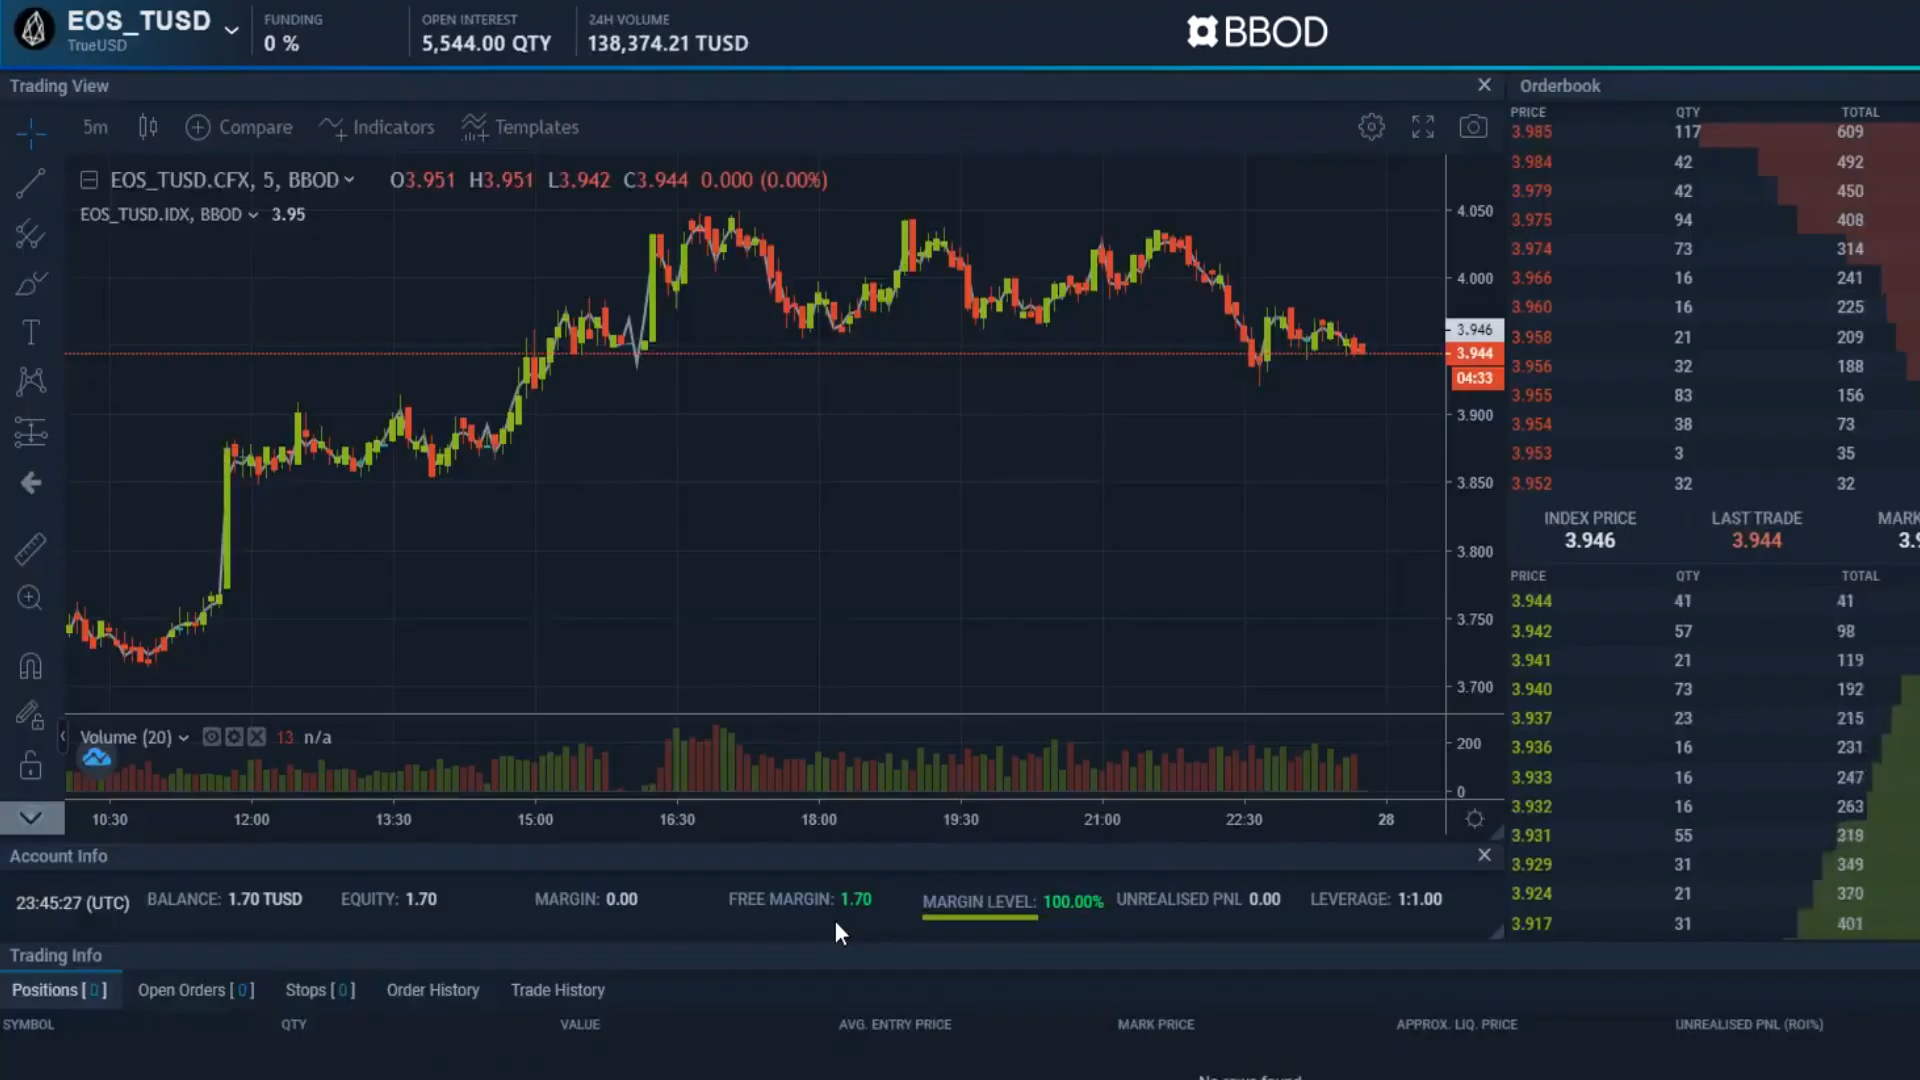 EOS_TUSD
TrueUSD
FUNDING
0 %
OPEN INTEREST
5,544.00 QTY
24H VOLUME
138,374.21 TUSD
BBOD
Trading View
5m
Compare
Indicators
Templates
EOS_TUSD.CFX, 5, BBOD O3.951 H3.951 L3.942 C3.944 0.000 (0.00%)
EOS_TUSD.IDX, BBOD 3.95
4.050
4.000
3.946
3.944
04:33
3.900
3.850
3.800
3.750
3.700
Volume (20) 13 n/a
200
0
10:30 12:00 13:30 15:00 16:30 18:00 19:30 21:00 22:30 28
Orderbook
PRICE QTY TOTAL
3.985 117 609
3.984 42 492
3.979 42 450
3.975 94 408
3.974 73 314
3.966 16 241
3.960 16 225
3.958 21 209
3.956 32 188
3.955 83 156
3.954 38 73
3.953 3 35
3.952 32 32
INDEX PRICE LAST TRADE MARK
3.946 3.944 3.9
PRICE QTY TOTAL
3.944 41 41
3.942 57 98
3.941 21 119
3.940 73 192
3.937 23 215
3.936 16 231
3.933 16 247
3.932 16 263
3.931 55 318
3.929 31 349
3.924 21 370
3.917 31 401
Account Info
23:45:27 (UTC) BALANCE: 1.70 TUSD EQUITY: 1.70 MARGIN: 0.00 FREE MARGIN: 1.70 MARGIN LEVEL: 100.00% UNREALISED PNL 0.00 LEVERAGE: 1:1.00
Trading Info
Positions [ 0 ] Open Orders [ 0 ] Stops [ 0 ] Order History Trade History
SYMBOL QTY VALUE AVG. ENTRY PRICE MARK PRICE APPROX. LIQ. PRICE UNREALISED PNL (ROI%)
No rows found